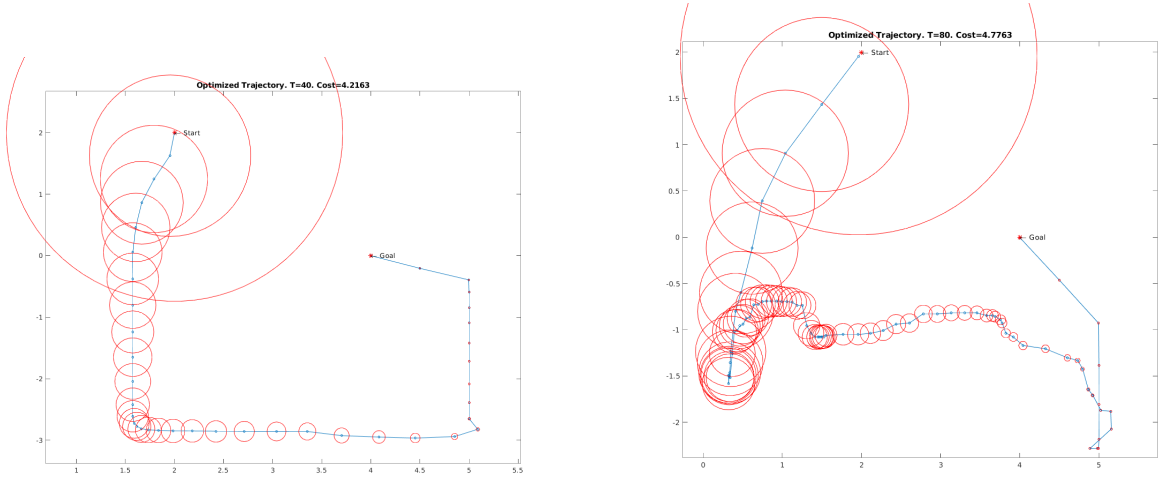 Optimized Trajectory. T=40. Cost=4.2163
2
Start
1
0
Goal
-1
-2
-3
1 1.5 2 2.5 3 3.5 4 4.5 5 5.5
Optimized Trajectory. T=80. Cost=4.7763
2
Start
1.5
1
0.5
0
Goal
-0.5
-1
-1.5
-2
0 1 2 3 4 5